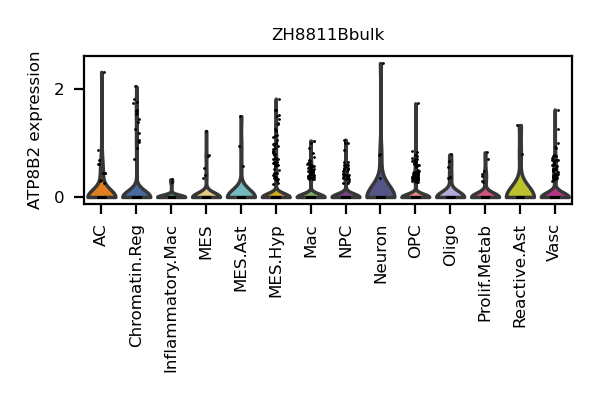 ZH8811Bbulk
ATP8B2 expression
2
0
AC
Chromatin.Reg
Inflammatory.Mac
MES
MES.Ast
MES.Hyp
Mac
NPC
Neuron
OPC
Oligo
Prolif.Metab
Reactive.Ast
Vasc